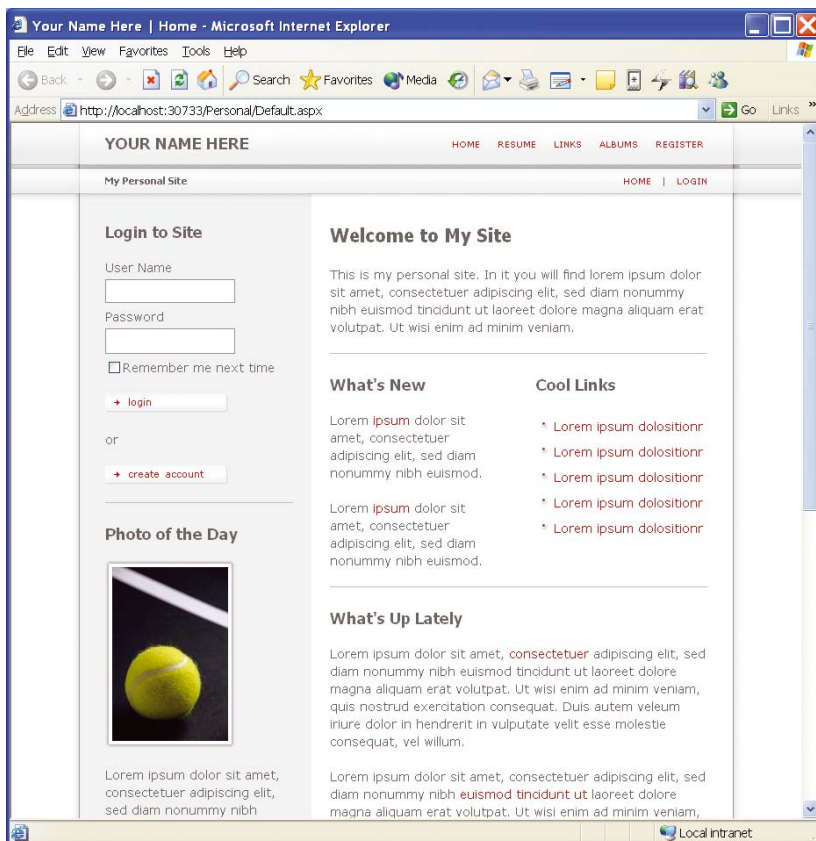 Your Name Here | Home - Microsoft Internet Explorer
File Edit View Favorites Tools Help
Back Search Favorites Media
Address http://localhost:30733/Personal/Default.aspx Go Links »
YOUR NAME HERE
HOME RESUME LINKS ALBUMS REGISTER
My Personal Site
HOME | LOGIN
Login to Site
User Name
Password
Remember me next time
login
or
create account
Photo of the Day
Lorem ipsum dolor sit amet,
consectetuer adipiscing elit,
sed diam nonummy nibh
Welcome to My Site
This is my personal site. In it you will find lorem ipsum dolor
sit amet, consectetuer adipiscing elit, sed diam nonummy
nibh euismod tincidunt ut laoreet dolore magna aliquam erat
volutpat. Ut wisi enim ad minim veniam.
What's New
Lorem ipsum dolor sit
amet, consectetuer
adipiscing elit, sed diam
nonummy nibh euismod.
Lorem ipsum dolor sit
amet, consectetuer
adipiscing elit, sed diam
nonummy nibh euismod.
Cool Links
Lorem ipsum dolositionr
Lorem ipsum dolositionr
Lorem ipsum dolositionr
Lorem ipsum dolositionr
Lorem ipsum dolositionr
What's Up Lately
Lorem ipsum dolor sit amet, consectetuer adipiscing elit, sed
diam nonummy nibh euismod tincidunt ut laoreet dolore
magna aliquam erat volutpat. Ut wisi enim ad minim veniam,
quis nostrud exercitation consequat. Duis autem veleum
iriure dolor in hendrerit in vulputate velit esse molestie
consequat, vel willum.
Lorem ipsum dolor sit amet, consectetuer adipiscing elit, sed
diam nonummy nibh euismod tincidunt ut laoreet dolore
magna aliquam erat volutpat. Ut wisi enim ad minim veniam,
Local intranet